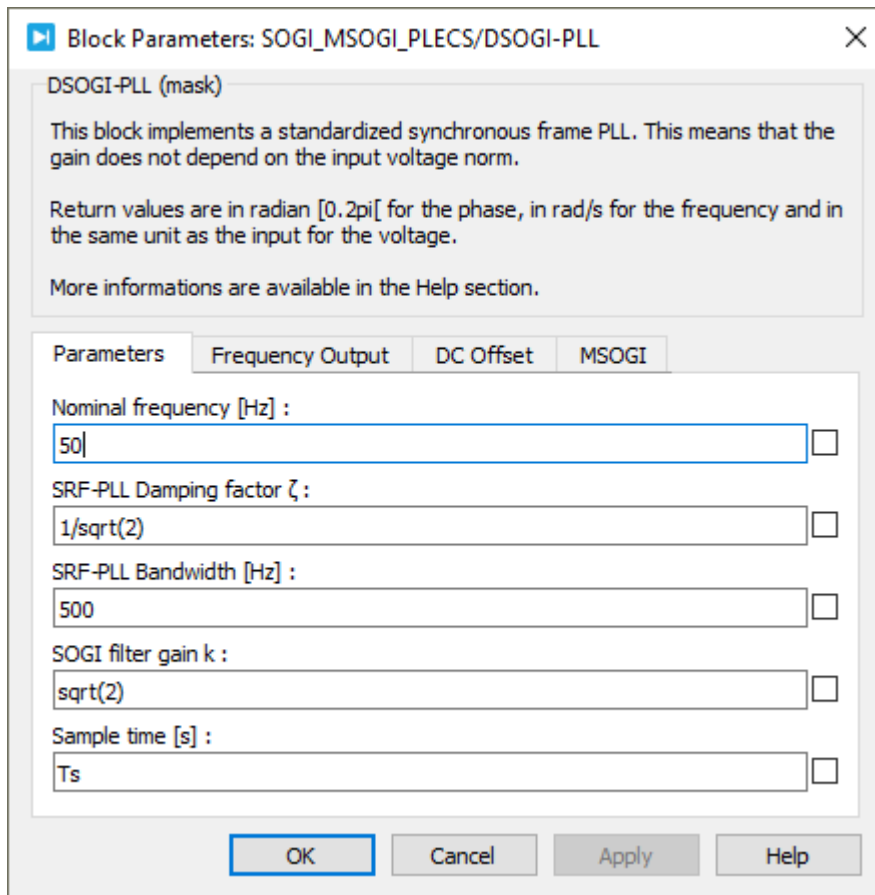 Block Parameters: SOGI_MSOGI_PLECS/DSOGI-PLL
DSOGI-PLL (mask)
This block implements a standardized synchronous frame PLL. This means that the
gain does not depend on the input voltage norm.
Return values are in radian [0.2pi[ for the phase, in rad/s for the frequency and in
the same unit as the input for the voltage.
More informations are available in the Help section.
Parameters Frequency Output DC Offset MSOGI
Nominal frequency [Hz] :
50
SRF-PLL Damping factor ζ :
1/sqrt(2)
SRF-PLL Bandwidth [Hz] :
500
SOGI filter gain k :
sqrt(2)
Sample time [s] :
Ts
OK Cancel Apply Help